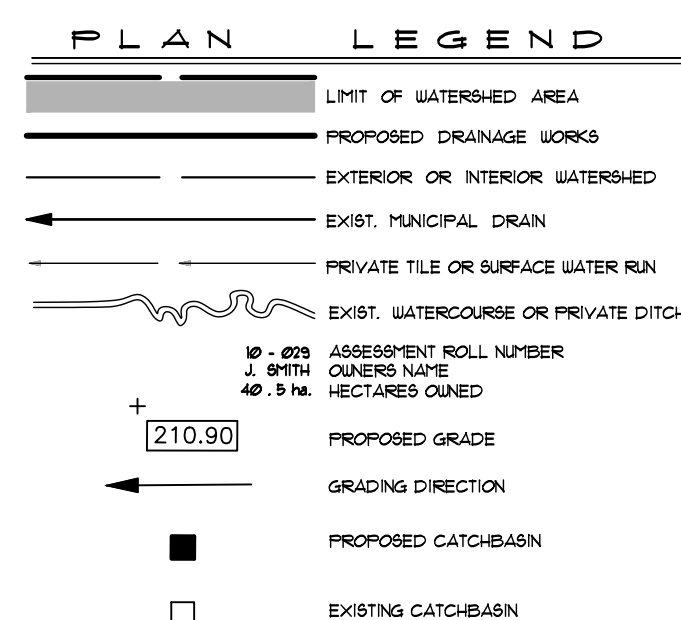 PLAN LEGEND
LIMIT OF WATERSHED AREA
PROPOSED DRAINAGE WORKS
EXTERIOR OR INTERIOR WATERSHED
EXIST. MUNICIPAL DRAIN
PRIVATE TILE OR SURFACE WATER RUN
EXIST. WATERCOURSE OR PRIVATE DITCH
10 - 029 ASSESSMENT ROLL NUMBER
J. SMITH OWNERS NAME
40.5 ha. HECTARES OWNED
210.90 PROPOSED GRADE
GRADING DIRECTION
PROPOSED CATCHBASIN
EXISTING CATCHBASIN